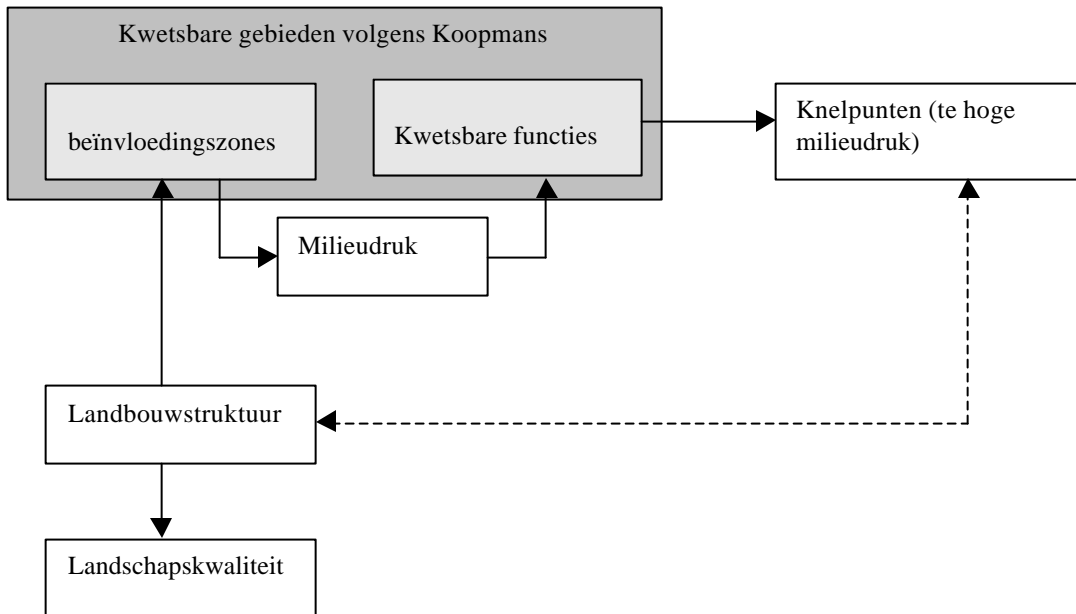 Kwetsbare gebieden volgens Koopmans
beïnvloedingszones
Kwetsbare functies
Knelpunten (te hoge
milieudruk)
Milieudruk
Landbouwstruktuur
Landschapskwaliteit